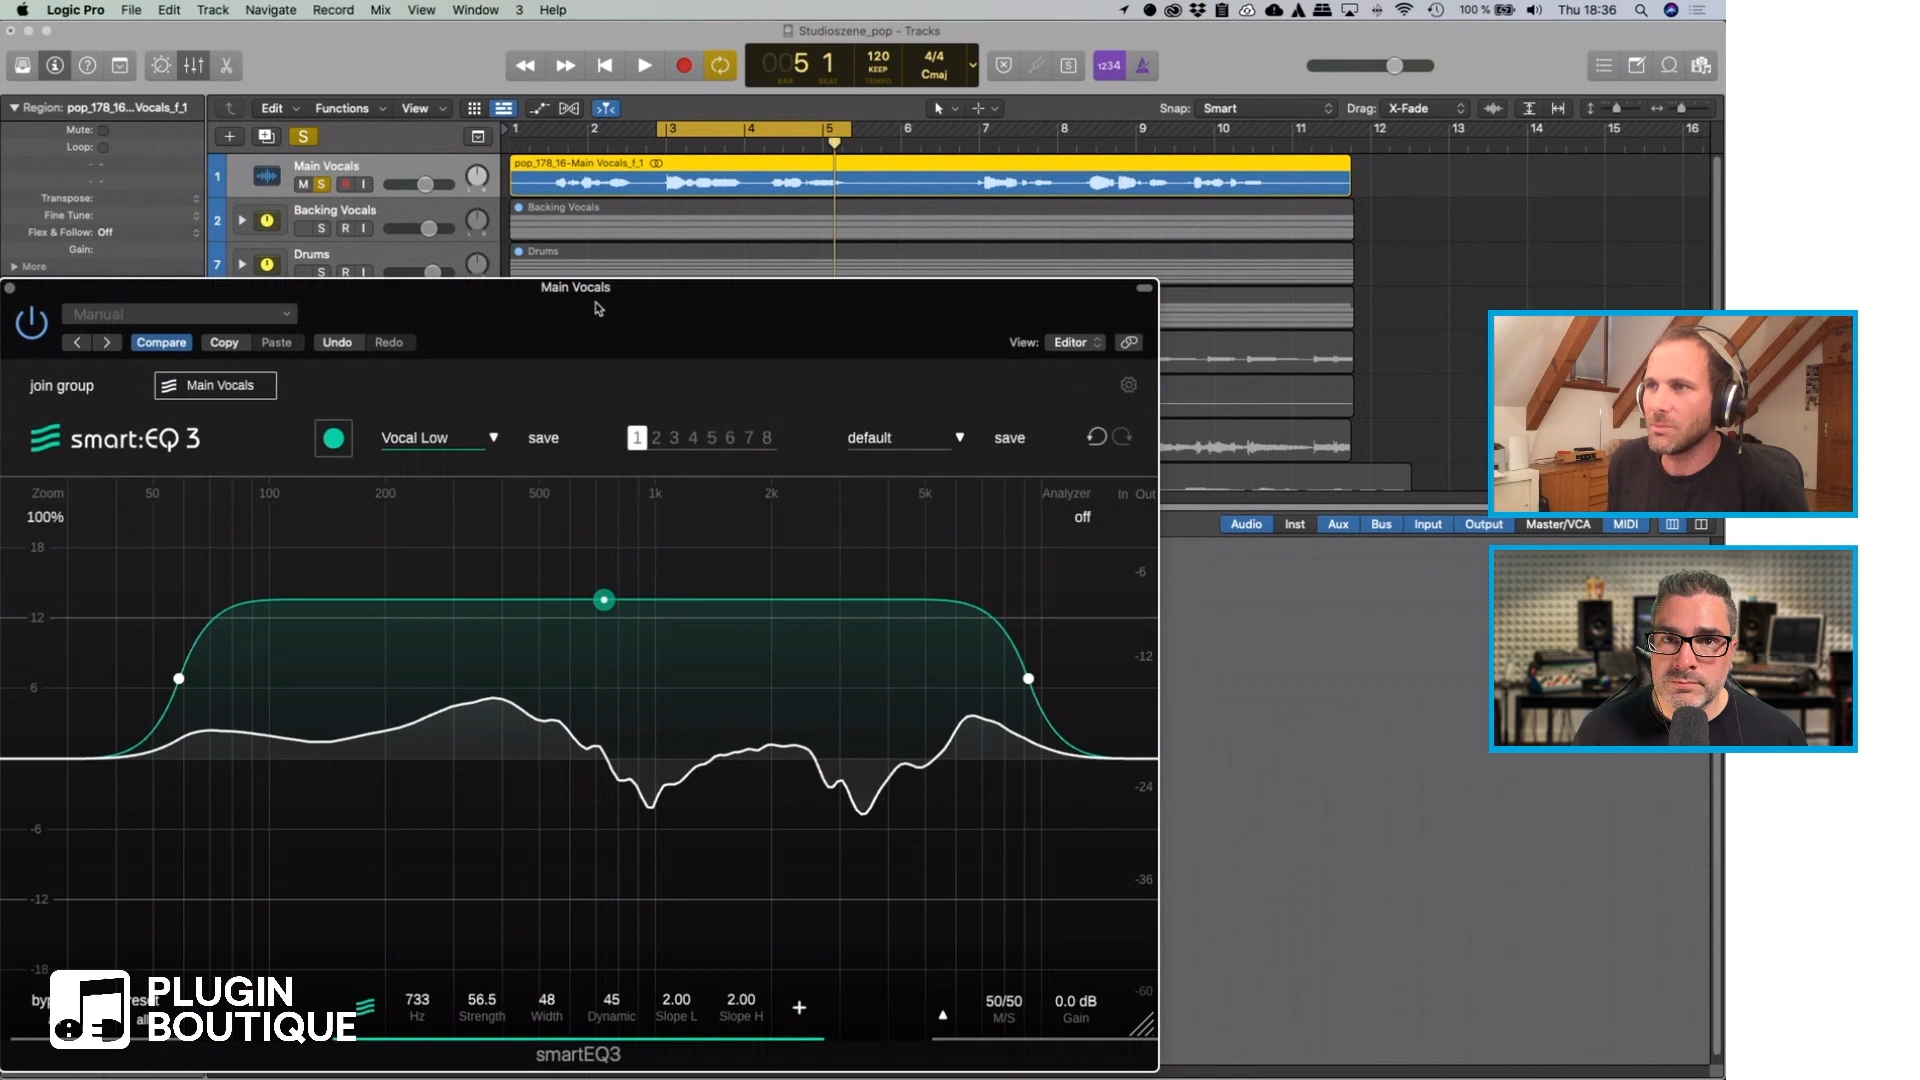 Logic Pro File Edit Track Navigate Record Mix View Window 3 Help 100 % Thu 18:36
Studioszene_pop - Tracks
5 1 120 4/4
KEEP Cmaj
BAR BEAT TEMPO
1234
Region: pop_178_16...Vocals_f_1
Edit Functions View Snap: Smart Drag: X-Fade
Mute:
Loop:
S
1 2 3 4 5 6 7 8 9 10 11 12 13 14 15 16
Transpose:
Fine Tune:
Flex & Follow: Off
Gain:
More
1 Main Vocals
M S R I
pop_178_16-Main Vocals_f_1
2 Backing Vocals
S R I
Backing Vocals
7 Drums
S R I
Drums
Main Vocals
Manual
Compare Copy Paste Undo Redo View: Editor
join group Main Vocals
smart:EQ 3 Vocal Low save 1 2 3 4 5 6 7 8 default save
Zoom 50 100 200 500 1k 2k 5k Analyzer In Out
100% off
18
12
6
-6
-12
-18
-6
-12
-24
-36
-60
733 56.5 48 45 2.00 2.00 + 50/50 0.0 dB
Hz Strength Width Dynamic Slope L Slope H M/S Gain
smartEQ3
Audio Inst Aux Bus Input Output Master/VCA MIDI
PLUGIN
BOUTIQUE